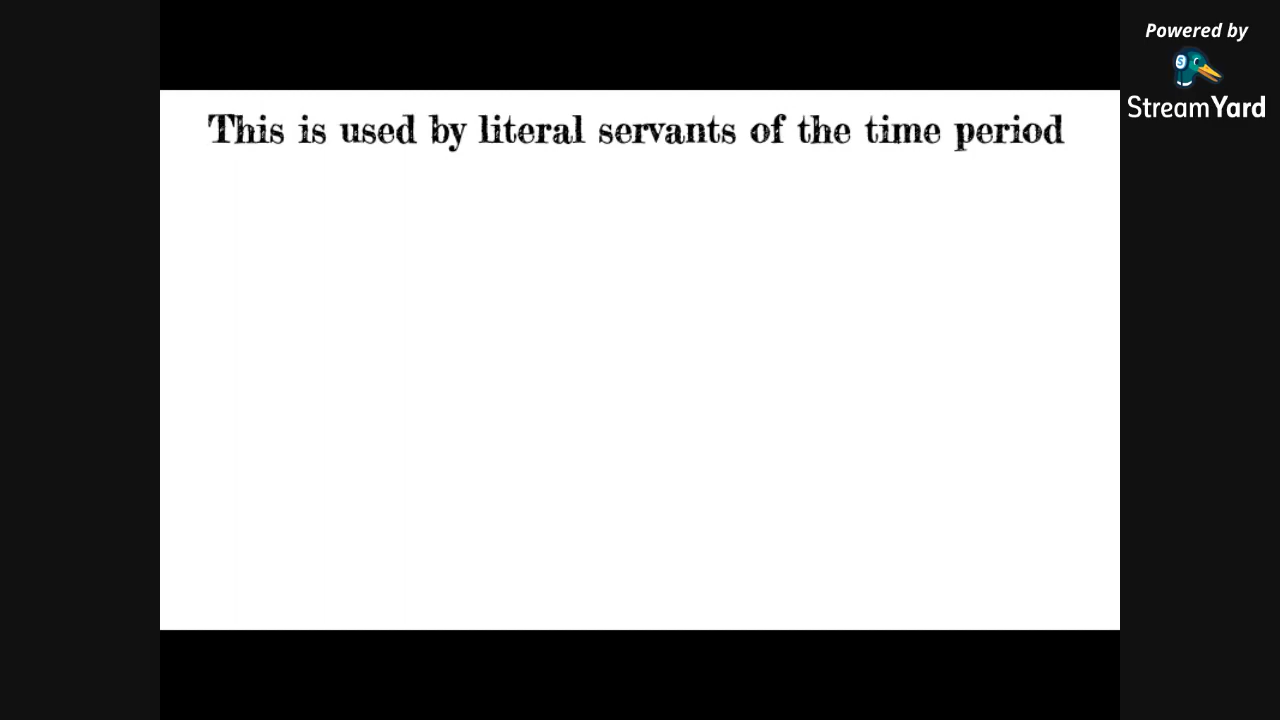 Powered by
StreamYard
This is used by literal servants of the time period